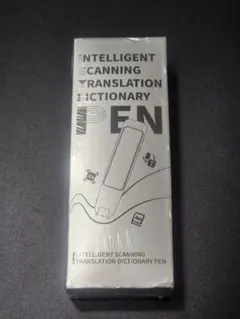 INTELLIGENT
SCANNING
TRANSLATION
DICTIONARY
PEN
INTELLIGENT SCANNING
TRANSLATION DICTIONARY PEN